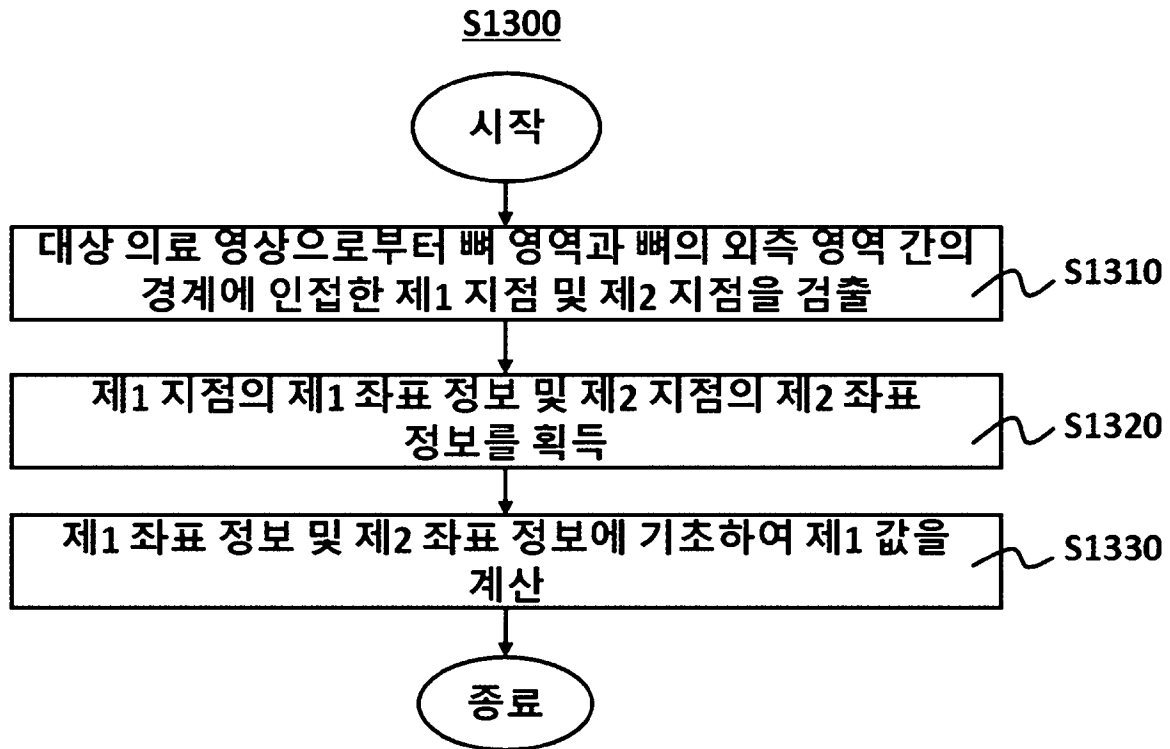 S1300
시작
대상 의료 영상으로부터 뼈 영역과 뼈의 외측 영역 간의
경계에 인접한 제1 지점 및 제2 지점을 검출
S1310
제1 지점의 제1 좌표 정보 및 제2 지점의 제2 좌표
정보를 획득
S1320
제1 좌표 정보 및 제2 좌표 정보에 기초하여 제1 값을
계산
S1330
종료